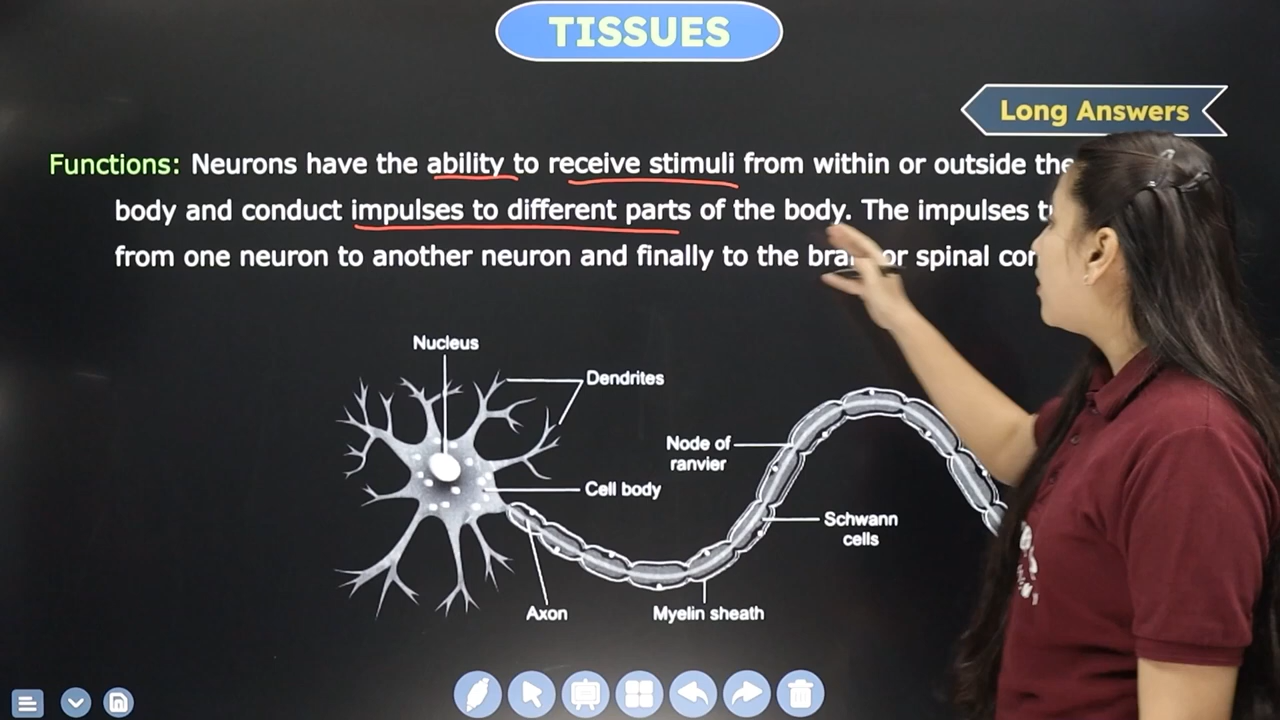 TISSUES
Long Answers
Functions: Neurons have the ability to receive stimuli from within or outside the
body and conduct impulses to different parts of the body. The impulses
from one neuron to another neuron and finally to the or spinal
Nucleus
Dendrites
Node of
ranvier
Cell body
Schwann
cells
Axon
Myelin sheath